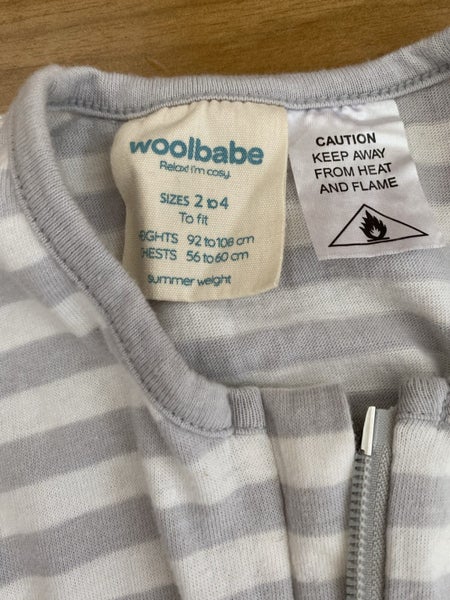 woolbabe
Relax! I'm cosy.
SIZES 2 to 4
To fit
EIGHTS 92 to 108 cm
HESTS 56 to 60 cm
summer weight
CAUTION
KEEP AWAY
FROM HEAT
AND FLAME